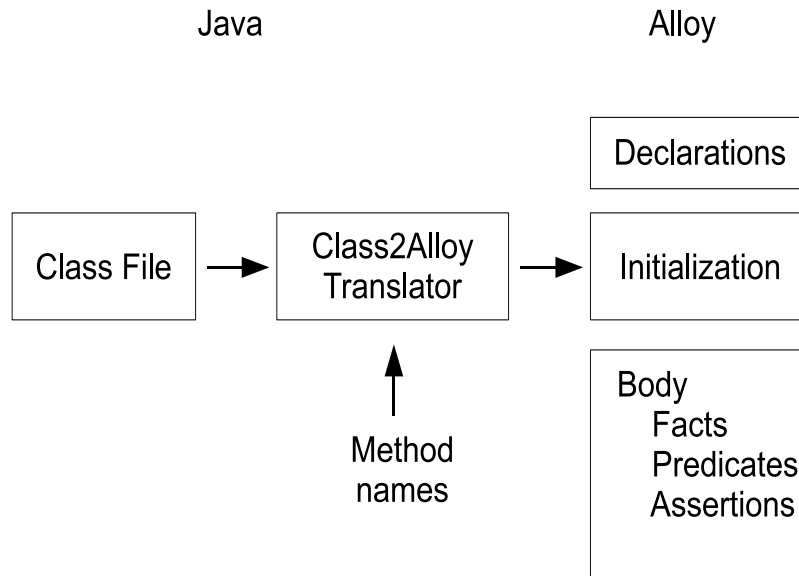 Java
Alloy
Declarations
Class File
Class2Alloy
Translator
Initialization
Method
names
Body
Facts
Predicates
Assertions